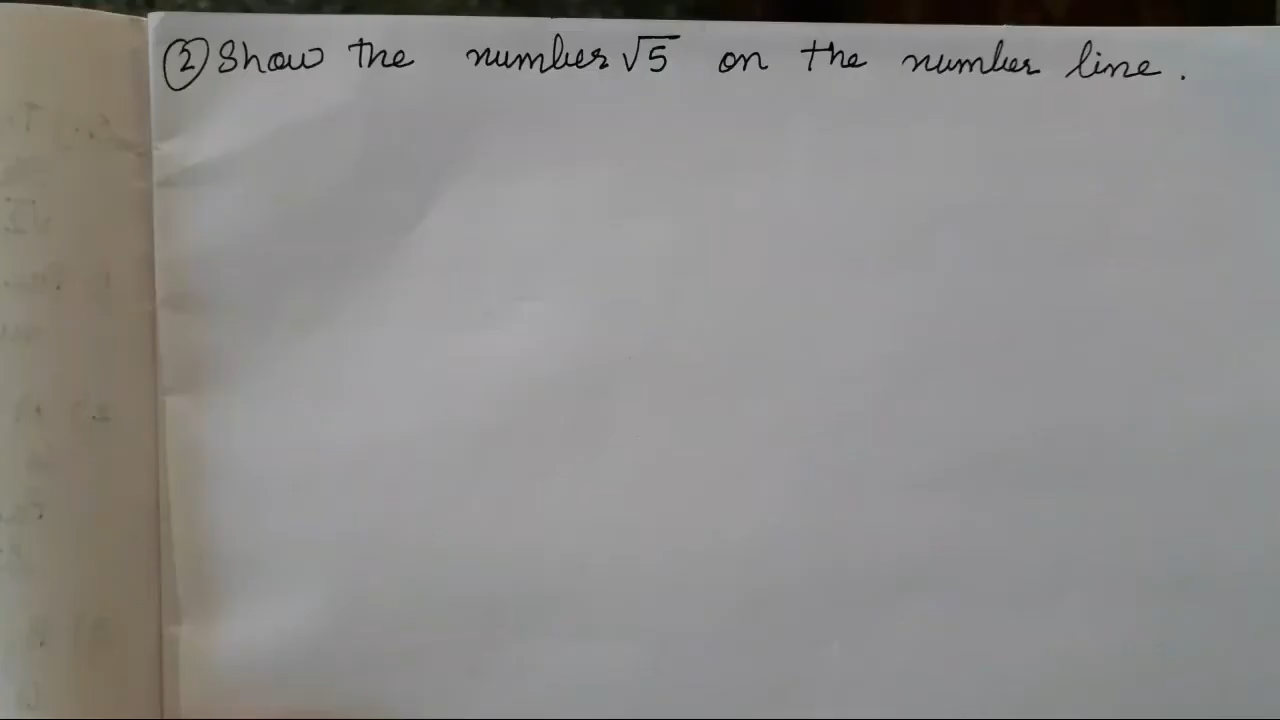 ② Show the number √5 on the number line.